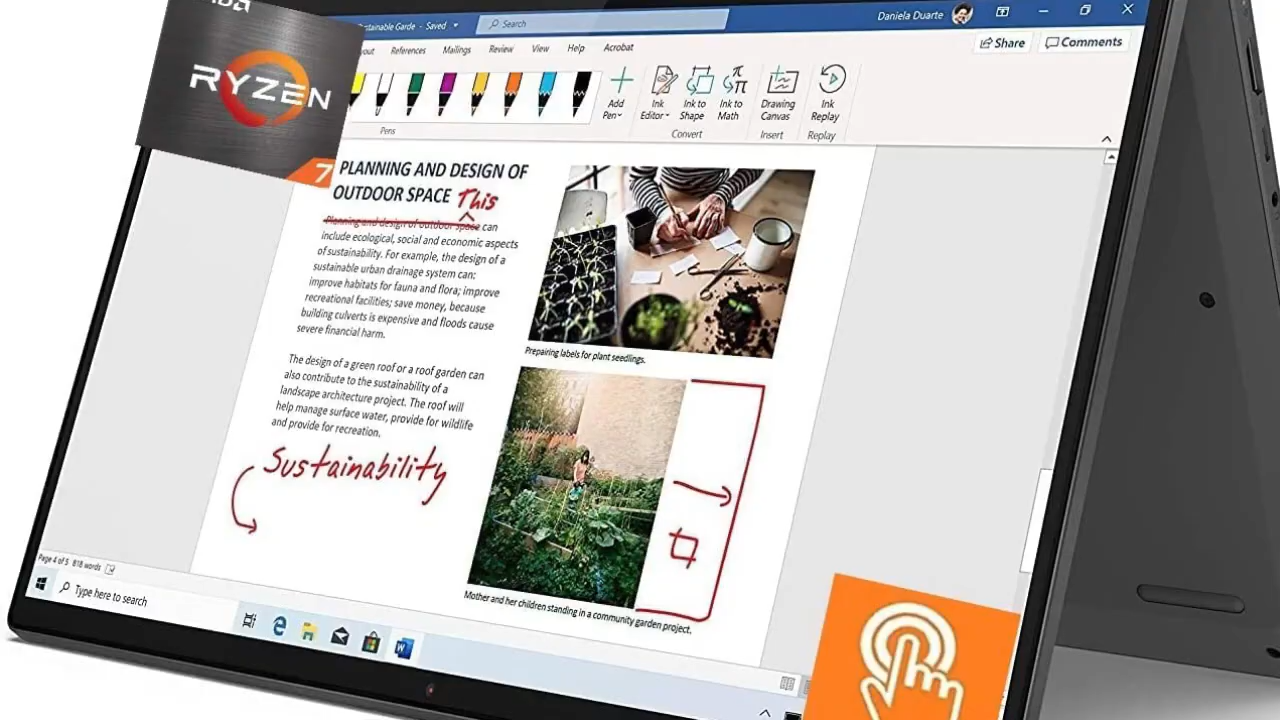 AMD
RYZEN
7
stainable Garde - Saved
Search
Daniela Duarte
out References Mailings Review View Help Acrobat
Share Comments
Add
Pen
Ink
Editor
Ink to
Shape
Ink to
Math
Drawing
Canvas
Ink
Replay
Pens
Convert
Insert
Replay
PLANNING AND DESIGN OF
OUTDOOR SPACE This
Planning and design of outdoor space can
include ecological, social and economic aspects
of sustainability. For example, the design of a
sustainable urban drainage system can:
improve habitats for fauna and flora; improve
recreational facilities; save money, because
building culverts is expensive and floods cause
severe financial harm.
The design of a green roof or a roof garden can
also contribute to the sustainability of a
landscape architecture project. The roof will
help manage surface water, provide for wildlife
and provide for recreation.
Sustainability
Prepairing labels for plant seedlings.
Mother and her children standing in a community garden project.
Page 4 of 5 818 words
Type here to search